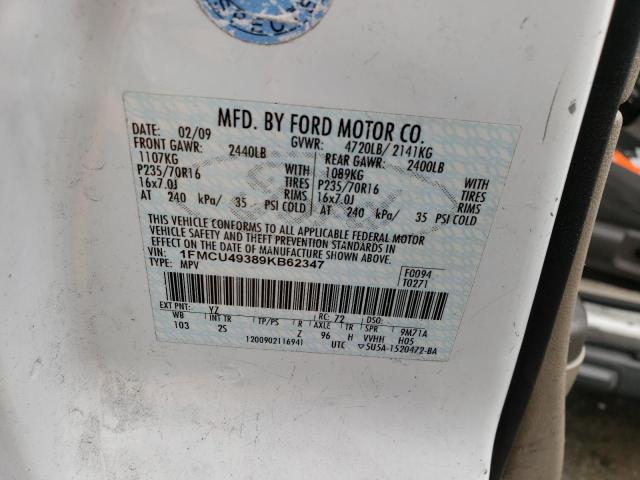 SPECT
MFD. BY FORD MOTOR CO.
DATE: 02/09 GVWR: 4720LB/ 2141KG
FRONT GAWR: 2440LB REAR GAWR: 2400LB
1107KG WITH 1089KG WITH
P235/70R16 TIRES P235/70R16 TIRES
16x7.0J RIMS 16x7.0J RIMS
AT 240 kPa/ 35 PSI COLD AT 240 kPa/ 35 PSI COLD
THIS VEHICLE CONFORMS TO ALL APPLICABLE FEDERAL MOTOR
VEHICLE SAFETY AND THEFT PREVENTION STANDARDS IN
EFFECT ON THE DATE OF MANUFACTURE SHOWN ABOVE.
VIN: 1FMCU49389KB62347 F0094
TYPE: MPV T0271
EXT PNT: YZ RC: 72 DSO:
WB INT TR TP/PS R AXLE TR SPR 9M71A
103 2S Z 96 H VVHH H05
120090211694 UTC 5U5A-1520472-BA